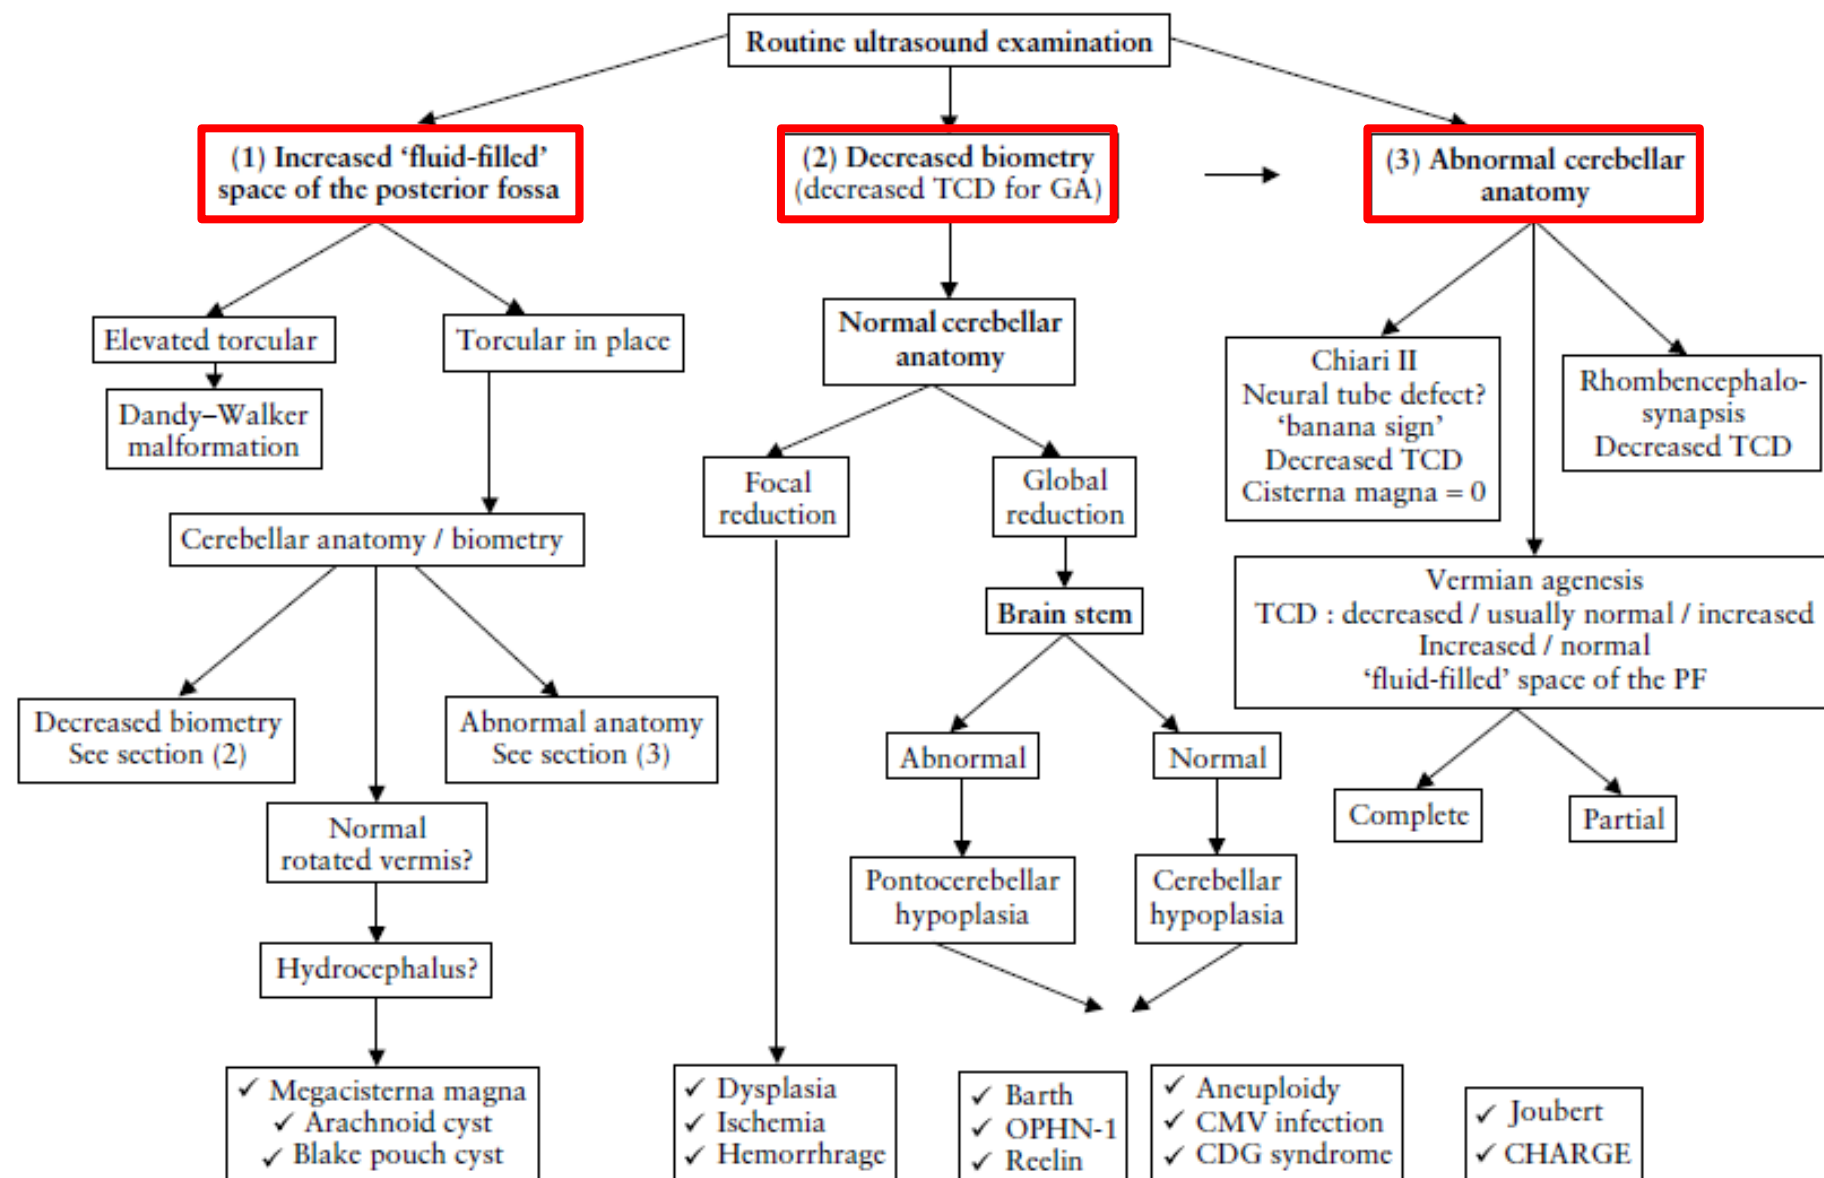 Routine ultrasound examination
(1) Increased ‘fluid-filled’
space of the posterior fossa
(2) Decreased biometry
(decreased TCD for GA)
(3) Abnormal cerebellar
anatomy
Elevated torcular
Torcular in place
Dandy–Walker
malformation
Cerebellar anatomy / biometry
Decreased biometry
See section (2)
Abnormal anatomy
See section (3)
Normal
rotated vermis?
Hydrocephalus?
✓ Megacisterna magna
✓ Arachnoid cyst
✓ Blake pouch cyst
Normal cerebellar
anatomy
Focal
reduction
Global
reduction
Brain stem
Abnormal
Normal
Pontocerebellar
hypoplasia
Cerebellar
hypoplasia
✓ Dysplasia
✓ Ischemia
✓ Hemorrhrage
✓ Barth
✓ OPHN-1
✓ Reelin
✓ Aneuploidy
✓ CMV infection
✓ CDG syndrome
Chiari II
Neural tube defect?
‘banana sign’
Decreased TCD
Cisterna magna = 0
Rhombencephalo-
synapsis
Decreased TCD
Vermian agenesis
TCD : decreased / usually normal / increased
Increased / normal
‘fluid-filled’ space of the PF
Complete
Partial
✓ Joubert
✓ CHARGE